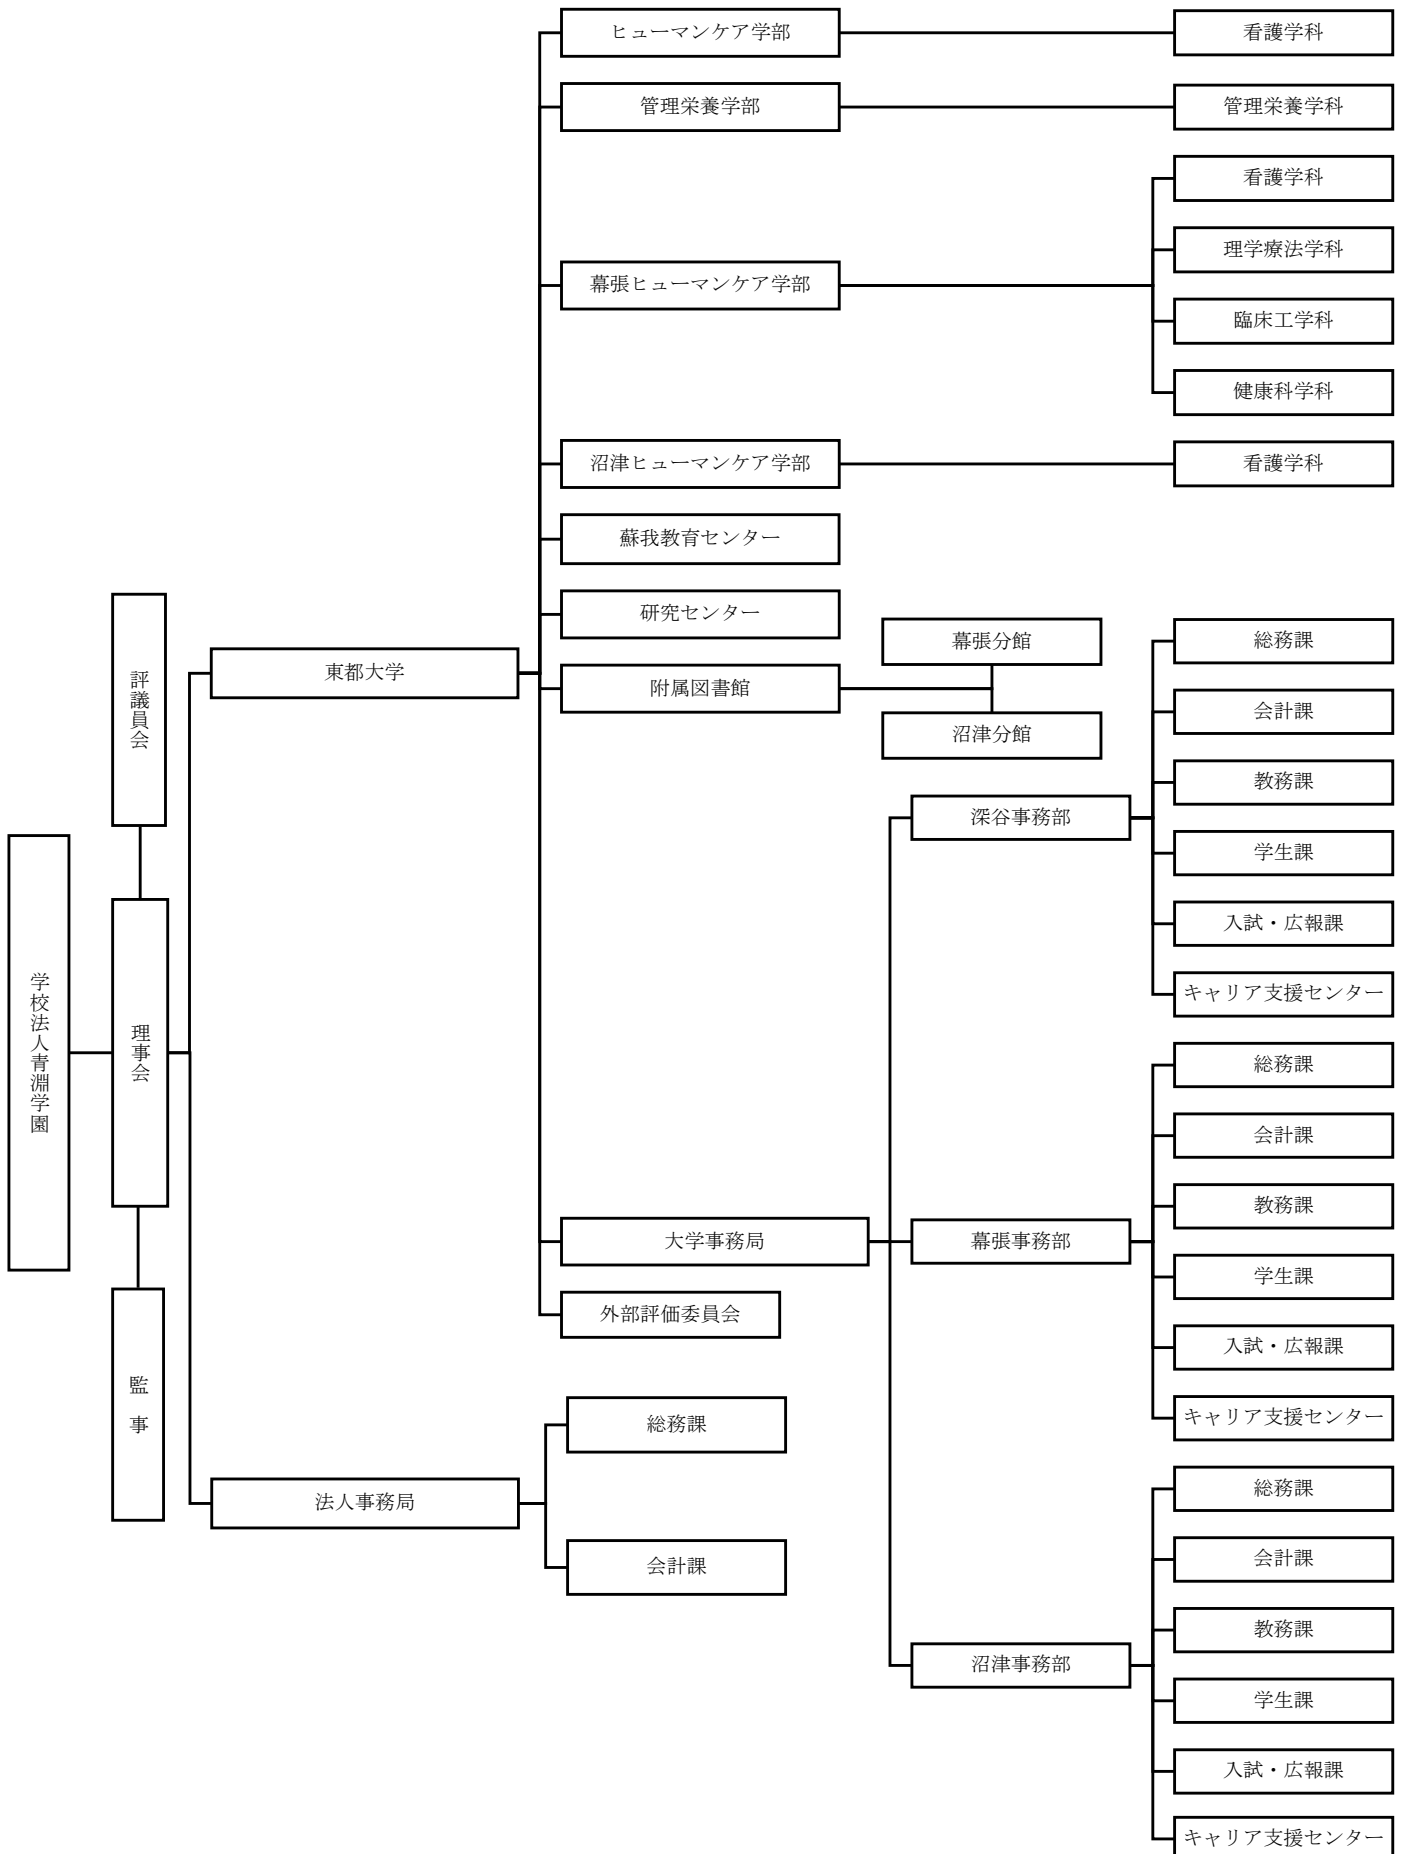 学校法人青淵学園
評議員会
理事会
監　事
東都大学
ヒューマンケア学部
看護学科
管理栄養学部
管理栄養学科
幕張ヒューマンケア学部
看護学科
理学療法学科
臨床工学科
健康科学科
沼津ヒューマンケア学部
看護学科
蘇我教育センター
研究センター
附属図書館
幕張分館
沼津分館
大学事務局
深谷事務部
総務課
会計課
教務課
学生課
入試・広報課
キャリア支援センター
幕張事務部
総務課
会計課
教務課
学生課
入試・広報課
キャリア支援センター
沼津事務部
総務課
会計課
教務課
学生課
入試・広報課
キャリア支援センター
外部評価委員会
法人事務局
総務課
会計課